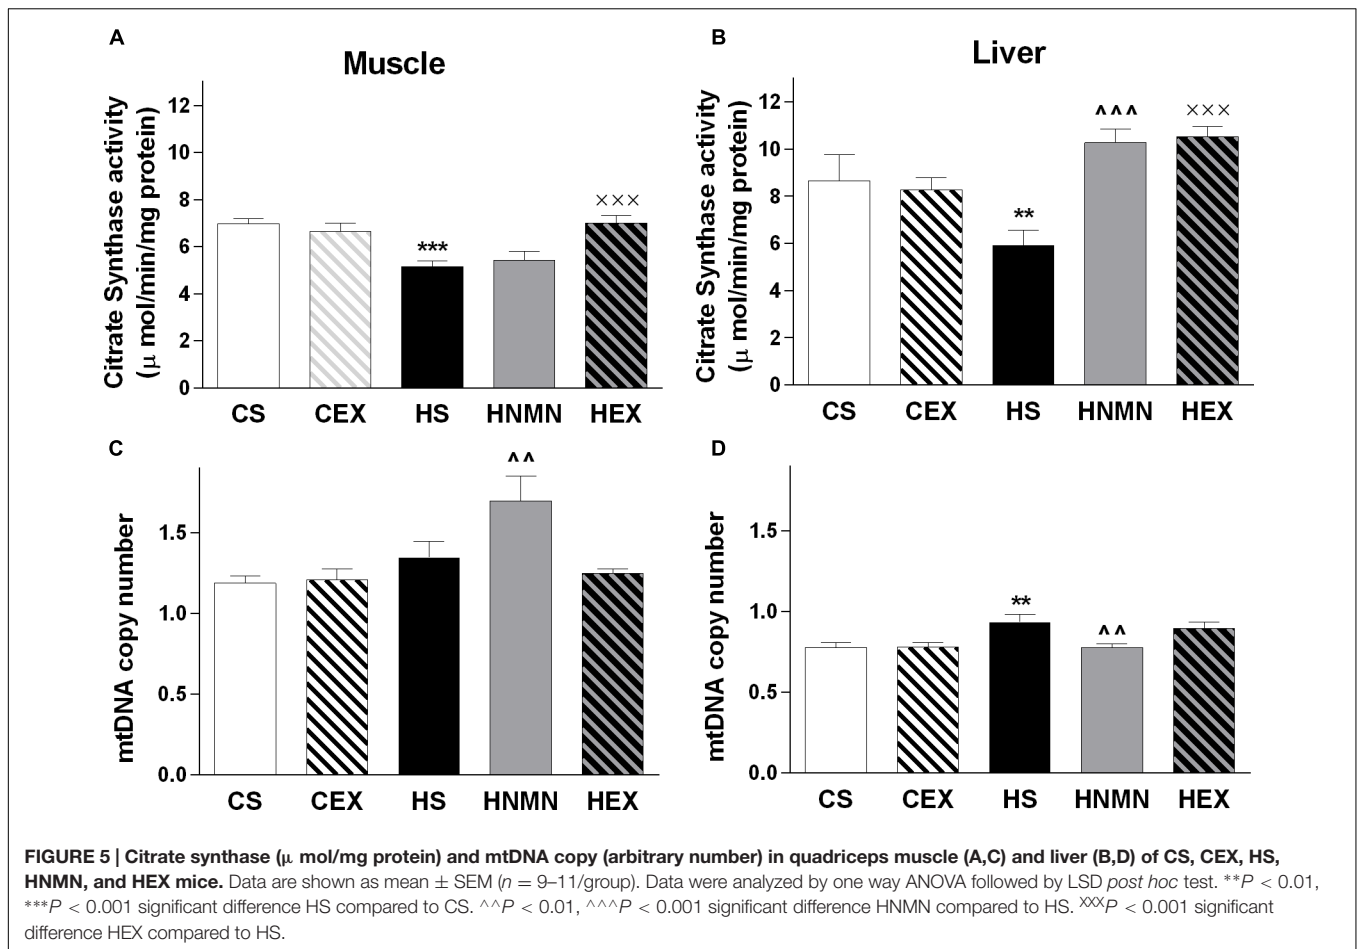 A
Muscle
Citrate Synthase activity
(μ mol/min/mg protein)
12
10
8
6
4
2
0
***
×××
CS CEX HS HNMN HEX
B
Liver
Citrate Synthase activity
(μ mol/min/mg protein)
12
10
8
6
4
2
0
**
^^^
×××
CS CEX HS HNMN HEX
C
mtDNA copy number
1.5
1.0
0.5
0.0
^^
CS CEX HS HNMN HEX
D
mtDNA copy number
1.5
1.0
0.5
0.0
**
^^
CS CEX HS HNMN HEX
FIGURE 5 | Citrate synthase (μ mol/mg protein) and mtDNA copy (arbitrary number) in quadriceps muscle (A,C) and liver (B,D) of CS, CEX, HS,
HNMN, and HEX mice. Data are shown as mean ± SEM (n = 9–11/group). Data were analyzed by one way ANOVA followed by LSD post hoc test. **P < 0.01,
***P < 0.001 significant difference HS compared to CS. ^^P < 0.01, ^^^P < 0.001 significant difference HNMN compared to HS. XXXP < 0.001 significant
difference HEX compared to HS.